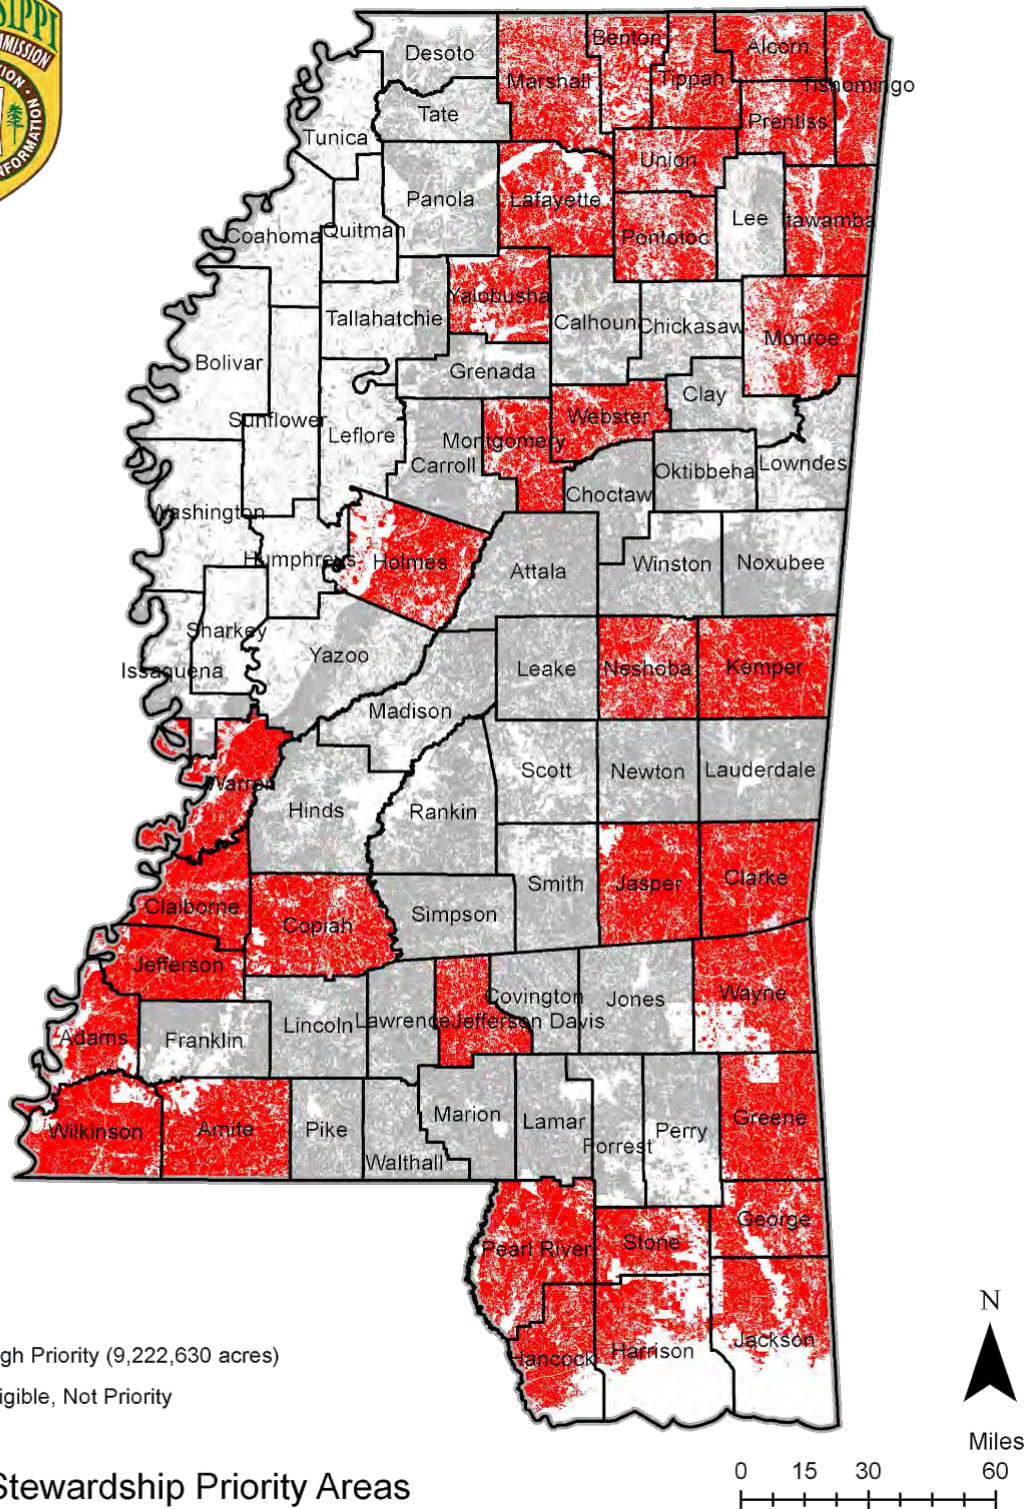 SSIPPI
MMISSION
ION • INFORMATION
Desoto
Benton
Alcorn
Marshall
Tippah
Tishomingo
Tate
Prentiss
Tunica
Union
Panola
Lafayette
Lee
Itawamba
Coahoma
Quitman
Pontotoc
Yalobusha
Tallahatchie
Calhoun
Chickasaw
Monroe
Bolivar
Grenada
Clay
Sunflower
Webster
Leflore
Montgomery
Carroll
Oktibbeha
Lowndes
Choctaw
Washington
Humphreys
Holmes
Attala
Winston
Noxubee
Sharkey
Yazoo
Leake
Neshoba
Kemper
Issaquena
Madison
Scott
Newton
Lauderdale
Warren
Hinds
Rankin
Smith
Jasper
Clarke
Claiborne
Copiah
Simpson
Jefferson
Covington
Jones
Wayne
Lincoln
Lawrence
Jefferson Davis
Adams
Franklin
Marion
Lamar
Greene
Wilkinson
Amite
Pike
Perry
Forrest
Walthall
George
Pearl River
Stone
Jackson
Hancock
Harrison
N
gh Priority (9,222,630 acres)
igible, Not Priority
Miles
0 15 30 60
Stewardship Priority Areas